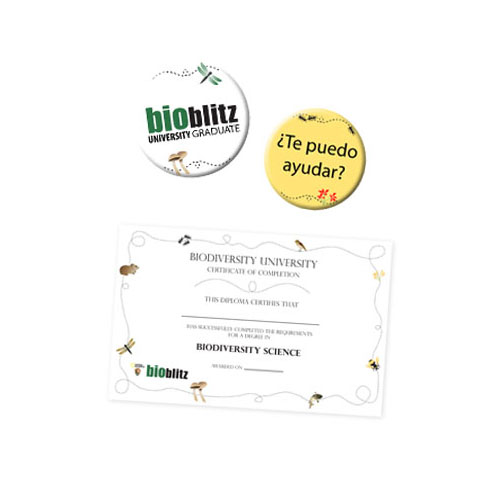 bioblitz
UNIVERSITY GRADUATE
¿Te puedo
ayudar?
BIODIVERSITY UNIVERSITY
CERTIFICATE OF COMPLETION
THIS DIPLOMA CERTIFIES THAT
HAS SUCCESSFULLY COMPLETED THE REQUIREMENTS
FOR A DEGREE IN
BIODIVERSITY SCIENCE
AWARDED ON
bioblitz